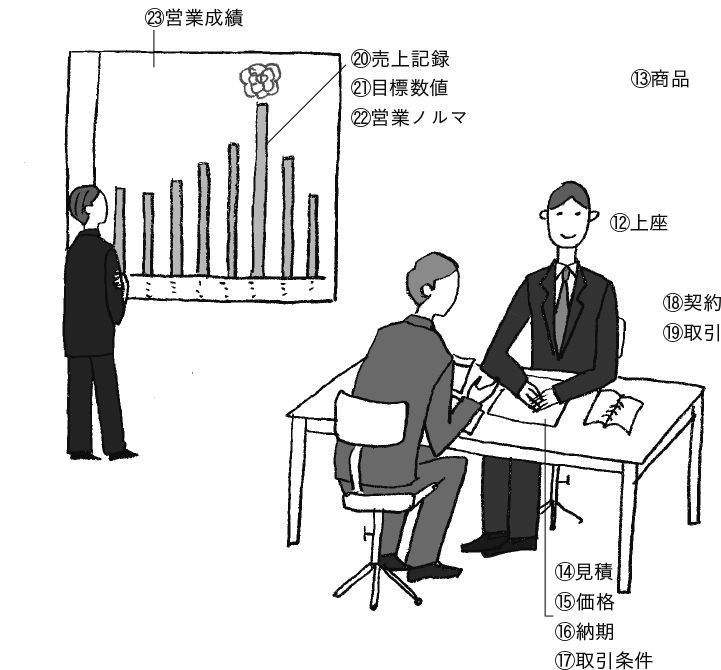 ㉓営業成績
⑳売上記録
㉑目標数値
㉒営業ノルマ
⑬商品
⑫上座
⑱契約
⑲取引
⑭見積
⑮価格
⑯納期
⑰取引条件